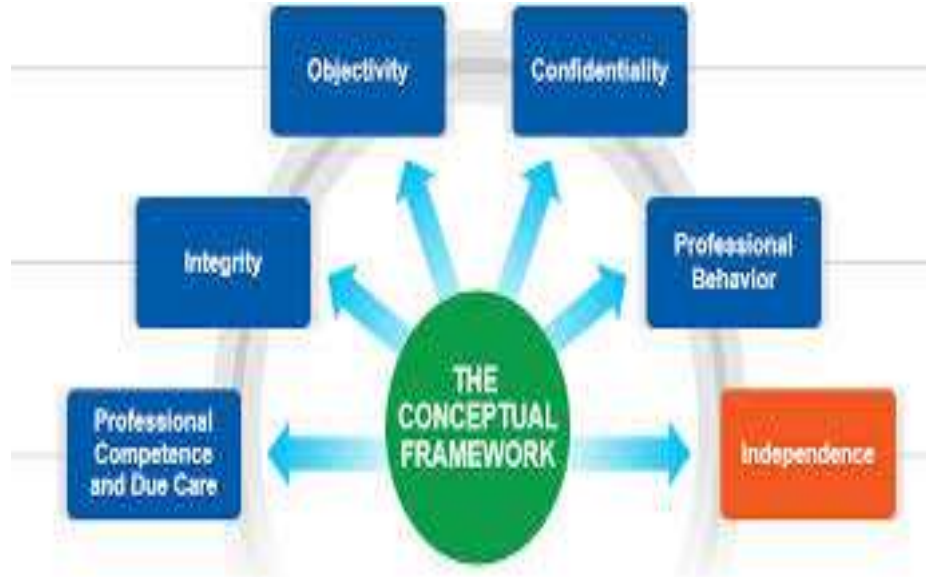 Objectivity
Confidentiality
Integrity
Professional
Behavior
THE
CONCEPTUAL
FRAMEWORK
Professional
Competence
and Due Care
Independence